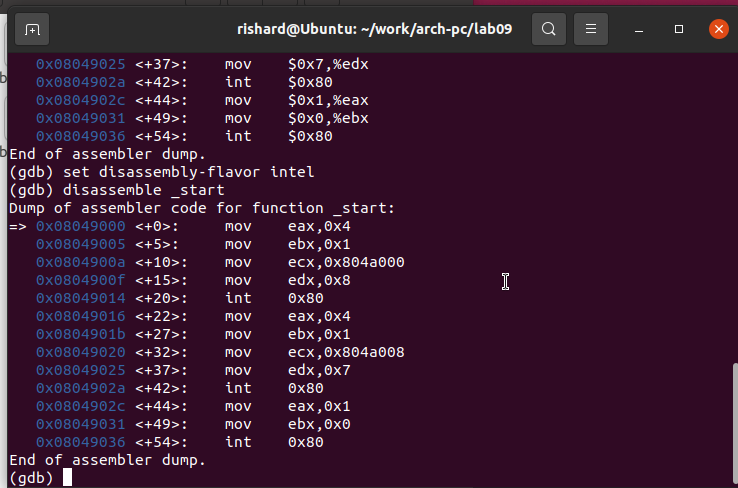 rishard@Ubuntu: ~/work/arch-pc/lab09
0x08049025 <+37>: mov $0x7,%edx
0x0804902a <+42>: int $0x80
0x0804902c <+44>: mov $0x1,%eax
0x08049031 <+49>: mov $0x0,%ebx
0x08049036 <+54>: int $0x80
End of assembler dump.
(gdb) set disassembly-flavor intel
(gdb) disassemble _start
Dump of assembler code for function _start:
=> 0x08049000 <+0>: mov eax,0x4
0x08049005 <+5>: mov ebx,0x1
0x0804900a <+10>: mov ecx,0x804a000
0x0804900f <+15>: mov edx,0x8
0x08049014 <+20>: int 0x80
0x08049016 <+22>: mov eax,0x4
0x0804901b <+27>: mov ebx,0x1
0x08049020 <+32>: mov ecx,0x804a008
0x08049025 <+37>: mov edx,0x7
0x0804902a <+42>: int 0x80
0x0804902c <+44>: mov eax,0x1
0x08049031 <+49>: mov ebx,0x0
0x08049036 <+54>: int 0x80
End of assembler dump.
(gdb)